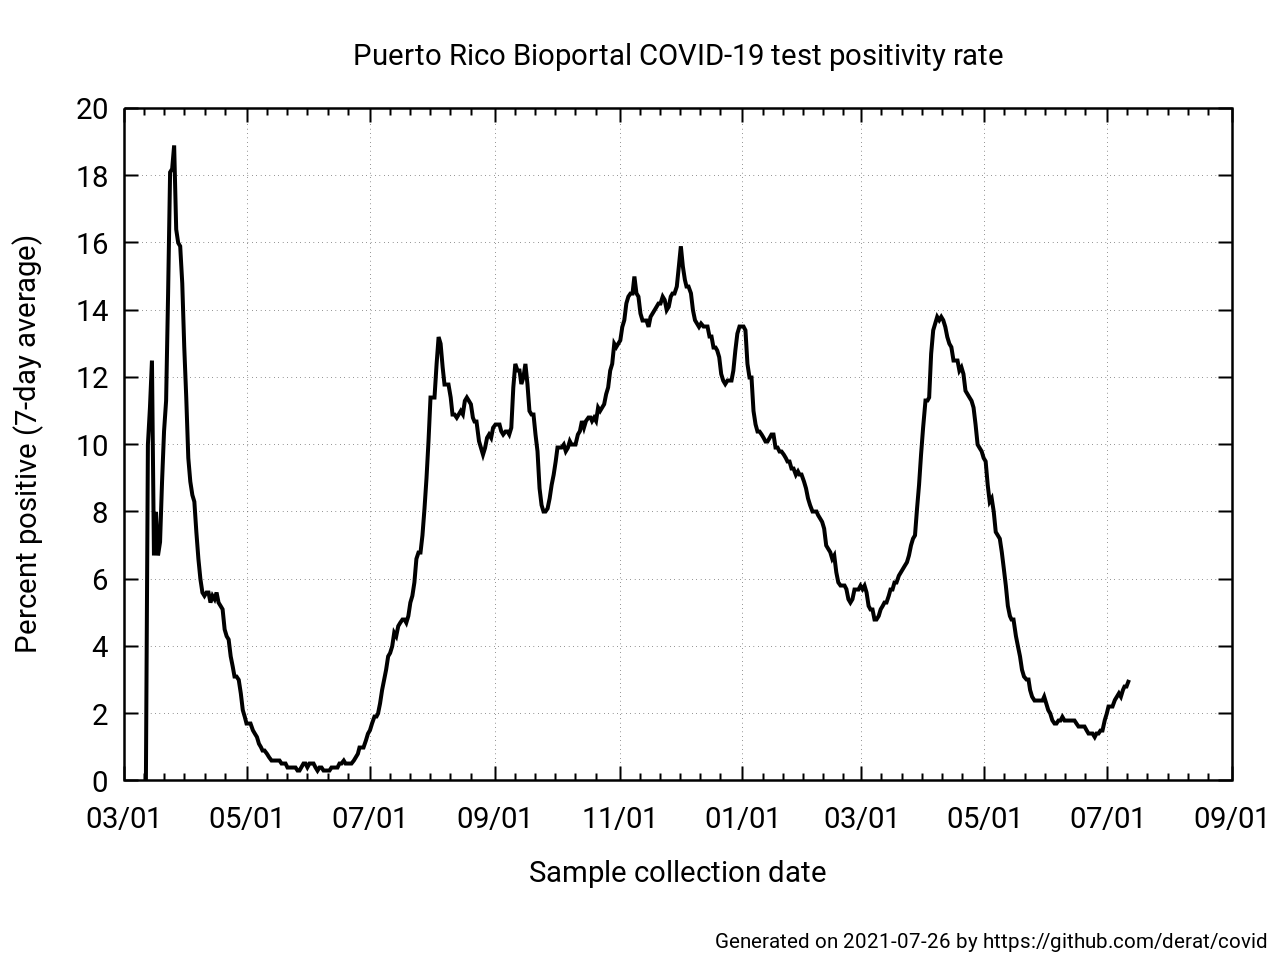 Puerto Rico Bioportal COVID-19 test positivity rate
20
18
16
14
12
10
8
6
4
2
0
Percent positive (7-day average)
03/01 05/01 07/01 09/01 11/01 01/01 03/01 05/01 07/01 09/01
Sample collection date
Generated on 2021-07-26 by https://github.com/derat/covid